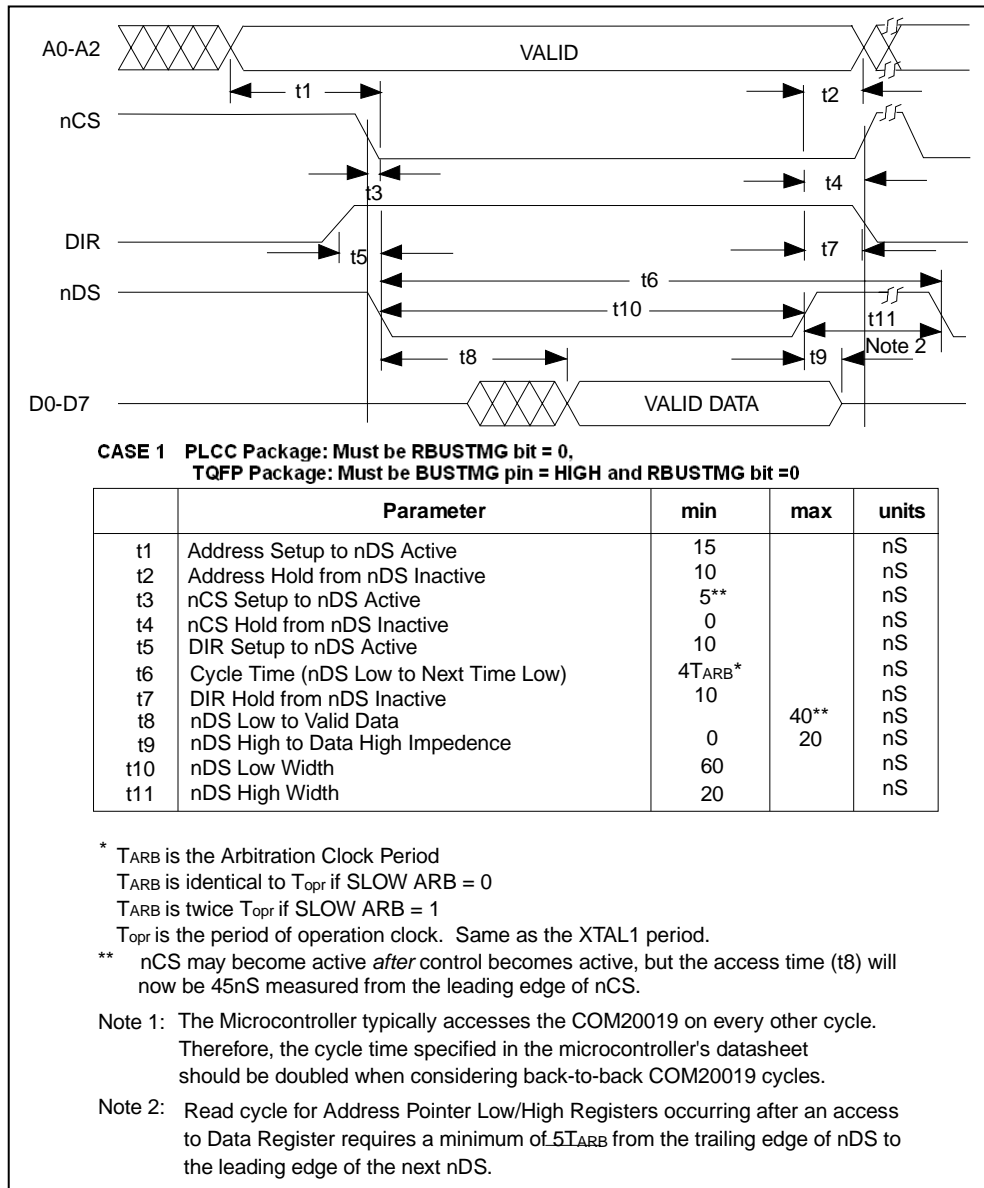 A0-A2
VALID
t1
t2
nCS
t3
t4
DIR
t5
t7
t6
nDS
t10
t11
Note 2
t8
t9
D0-D7
VALID DATA
CASE 1 PLCC Package: Must be RBUSTMG bit = 0,
TQFP Package: Must be BUSTMG pin = HIGH and RBUSTMG bit =0
Parameter min max units
t1 Address Setup to nDS Active 15 nS
t2 Address Hold from nDS Inactive 10 nS
t3 nCS Setup to nDS Active 5** nS
t4 nCS Hold from nDS Inactive 0 nS
t5 DIR Setup to nDS Active 10 nS
t6 Cycle Time (nDS Low to Next Time Low) 4TARB* nS
t7 DIR Hold from nDS Inactive 10 nS
t8 nDS Low to Valid Data 40** nS
t9 nDS High to Data High Impedence 0 20 nS
t10 nDS Low Width 60 nS
t11 nDS High Width 20 nS
* TARB is the Arbitration Clock Period
TARB is identical to Topr if SLOW ARB = 0
TARB is twice Topr if SLOW ARB = 1
Topr is the period of operation clock. Same as the XTAL1 period.
** nCS may become active after control becomes active, but the access time (t8) will
now be 45nS measured from the leading edge of nCS.
Note 1: The Microcontroller typically accesses the COM20019 on every other cycle.
Therefore, the cycle time specified in the microcontroller's datasheet
should be doubled when considering back-to-back COM20019 cycles.
Note 2: Read cycle for Address Pointer Low/High Registers occurring after an access
to Data Register requires a minimum of 5TARB from the trailing edge of nDS to
the leading edge of the next nDS.